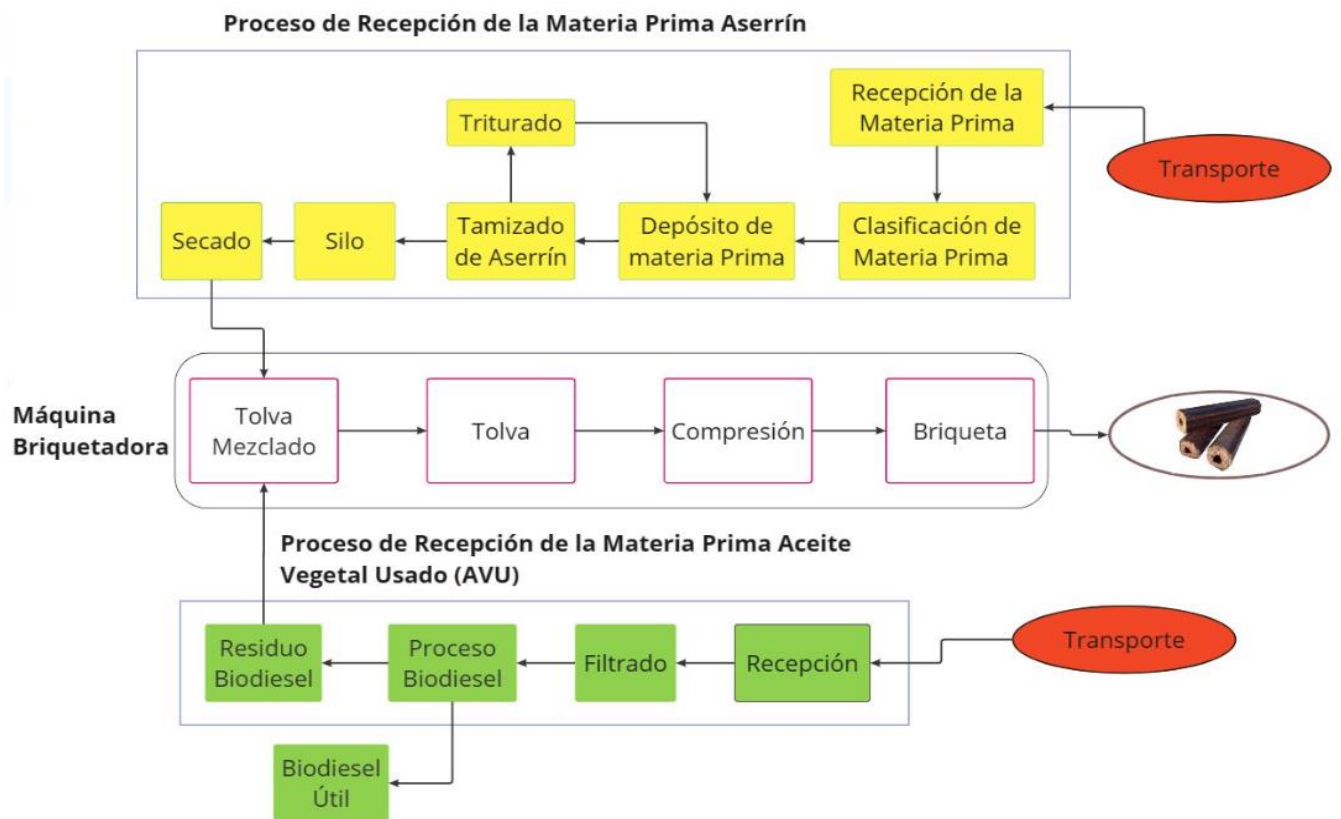 Proceso de Recepción de la Materia Prima Aserrín
Recepción de la
Materia Prima
Transporte
Triturado
Secado
Silo
Tamizado
de Aserrín
Depósito de
materia Prima
Clasificación de
Materia Prima
Máquina
Briquetadora
Tolva
Mezclado
Tolva
Compresión
Briqueta
Proceso de Recepción de la Materia Prima Aceite
Vegetal Usado (AVU)
Residuo
Biodiesel
Proceso
Biodiesel
Filtrado
Recepción
Transporte
Biodiesel
Útil